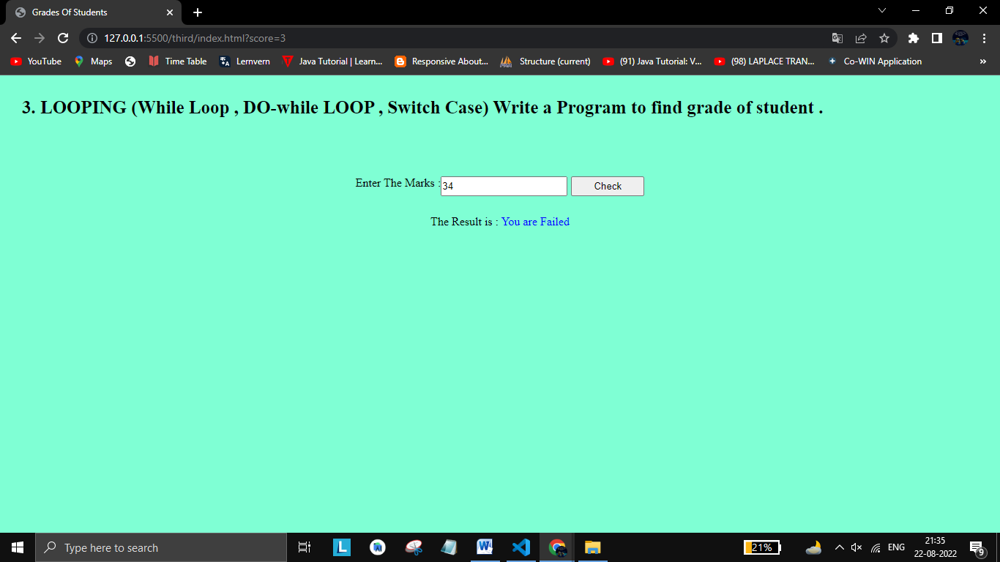 Grades Of Students
127.0.0.1:5500/third/index.html?score=3
YouTube Maps Time Table Lernvern Java Tutorial | Learn... Responsive About... Structure (current) (91) Java Tutorial: V... (98) LAPLACE TRAN... Co-WIN Application »
3. LOOPING (While Loop , DO-while LOOP , Switch Case) Write a Program to find grade of student .
Enter The Marks : 34 Check
The Result is : You are Failed
Type here to search L W 21% ENG 21:35
22-08-2022 9